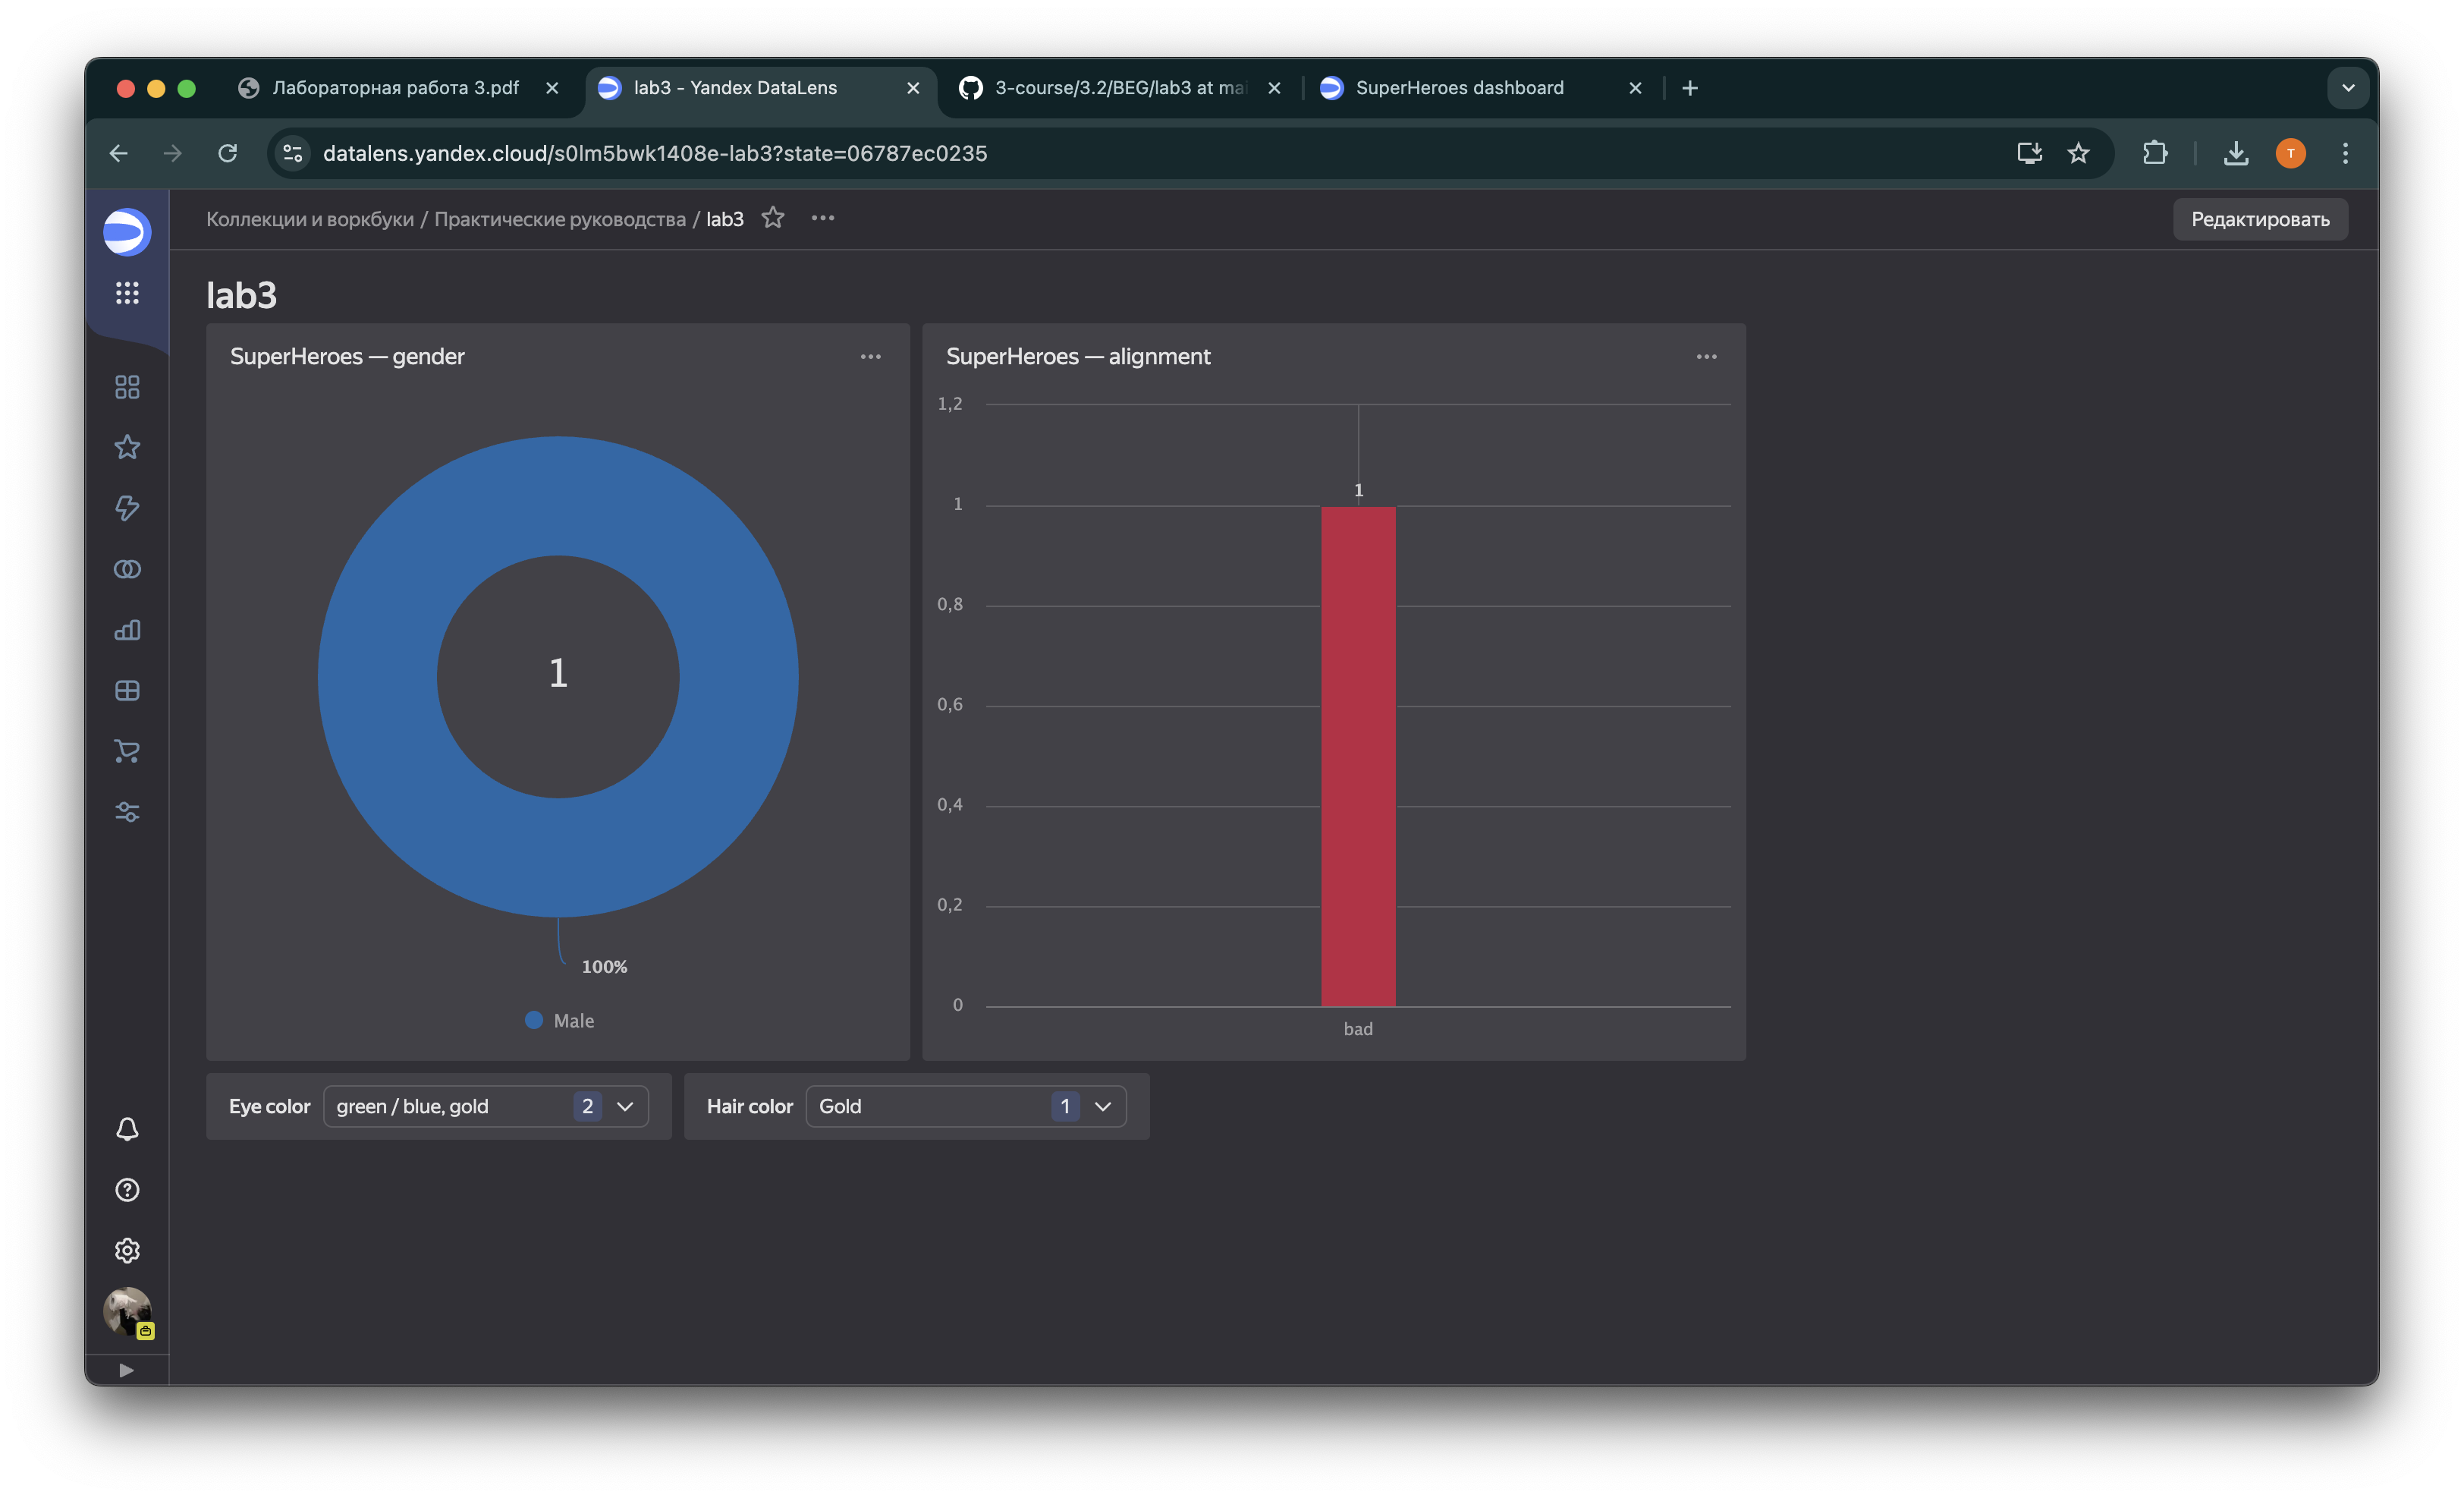 Лабораторная работа 3.pdf
lab3 - Yandex DataLens
3-course/3.2/BEG/lab3 at mai
SuperHeroes dashboard
datalens.yandex.cloud/s0lm5bwk1408e-lab3?state=06787ec0235
T
Коллекции и воркбуки / Практические руководства / lab3
Редактировать
lab3
SuperHeroes — gender
1
100%
Male
SuperHeroes — alignment
1,2
1
1
0,8
0,6
0,4
0,2
0
bad
Eye color green / blue, gold 2
Hair color Gold 1